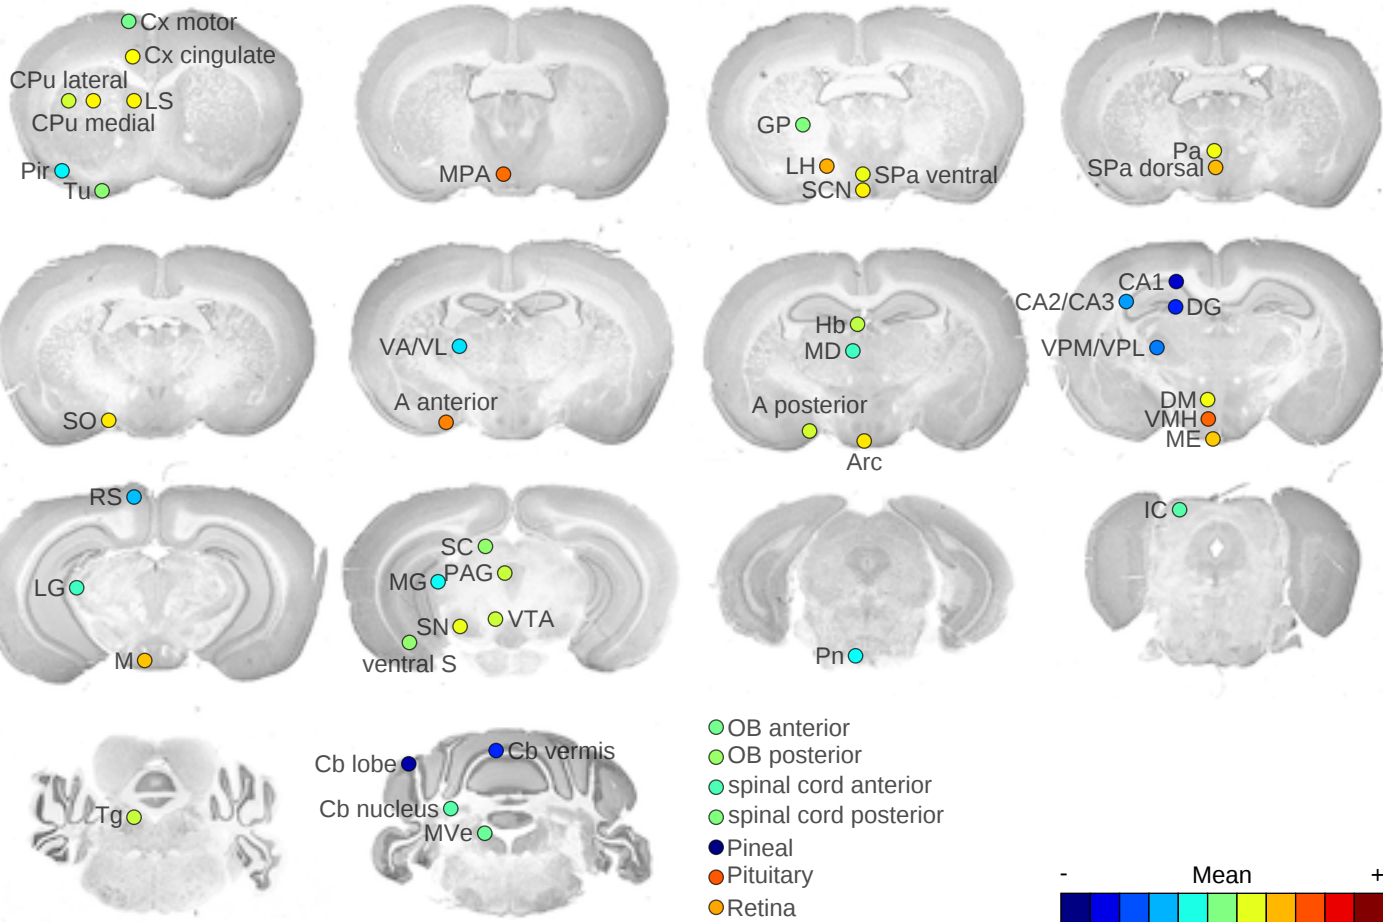 Cx motor
Cx cingulate
CPu lateral
LS
CPu medial
Pir
Tu
MPA
GP
LH
SPa ventral
SCN
Pa
SPa dorsal
SO
VA/VL
A anterior
Hb
MD
A posterior
Arc
CA1
CA2/CA3
DG
VPM/VPL
DM
VMH
ME
RS
LG
M
SC
MG
PAG
SN
VTA
ventral S
Pn
IC
Tg
Cb lobe
Cb vermis
Cb nucleus
MVe
OB anterior
OB posterior
spinal cord anterior
spinal cord posterior
Pineal
Pituitary
Retina
- Mean +